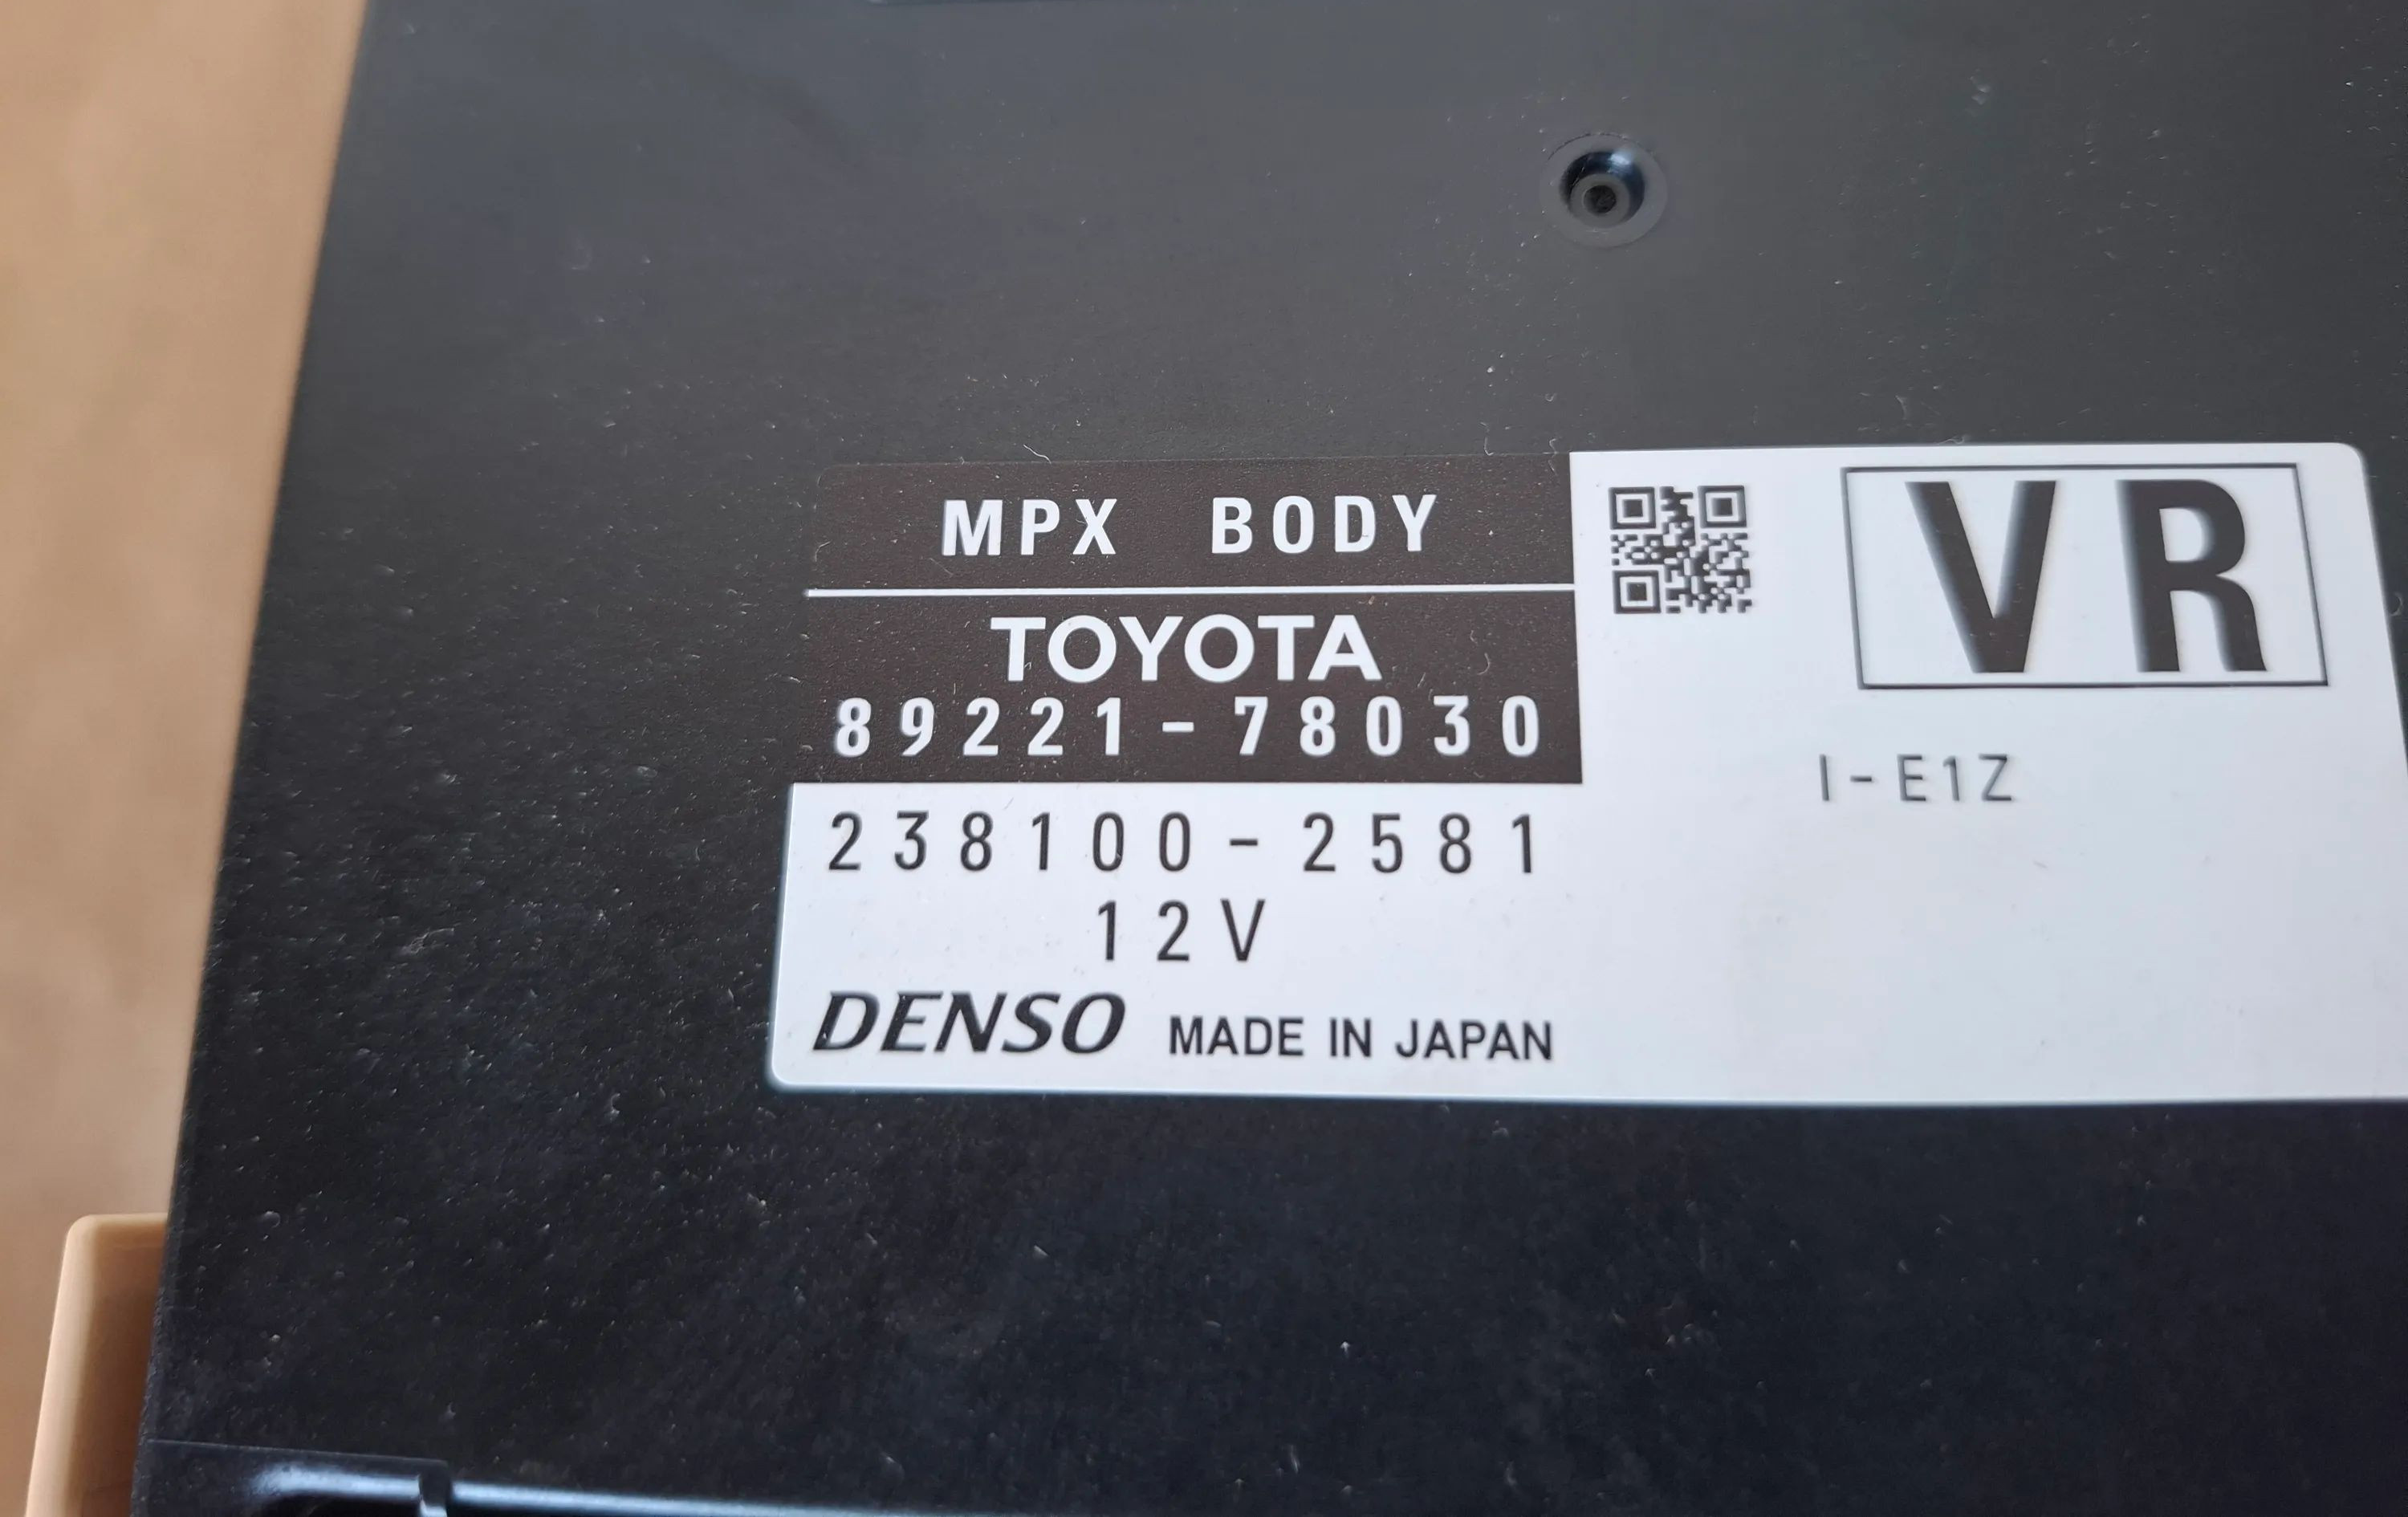 MPX BODY
TOYOTA
89221-78030
238100-2581
12V
DENSO MADE IN JAPAN
VR
I-E1Z